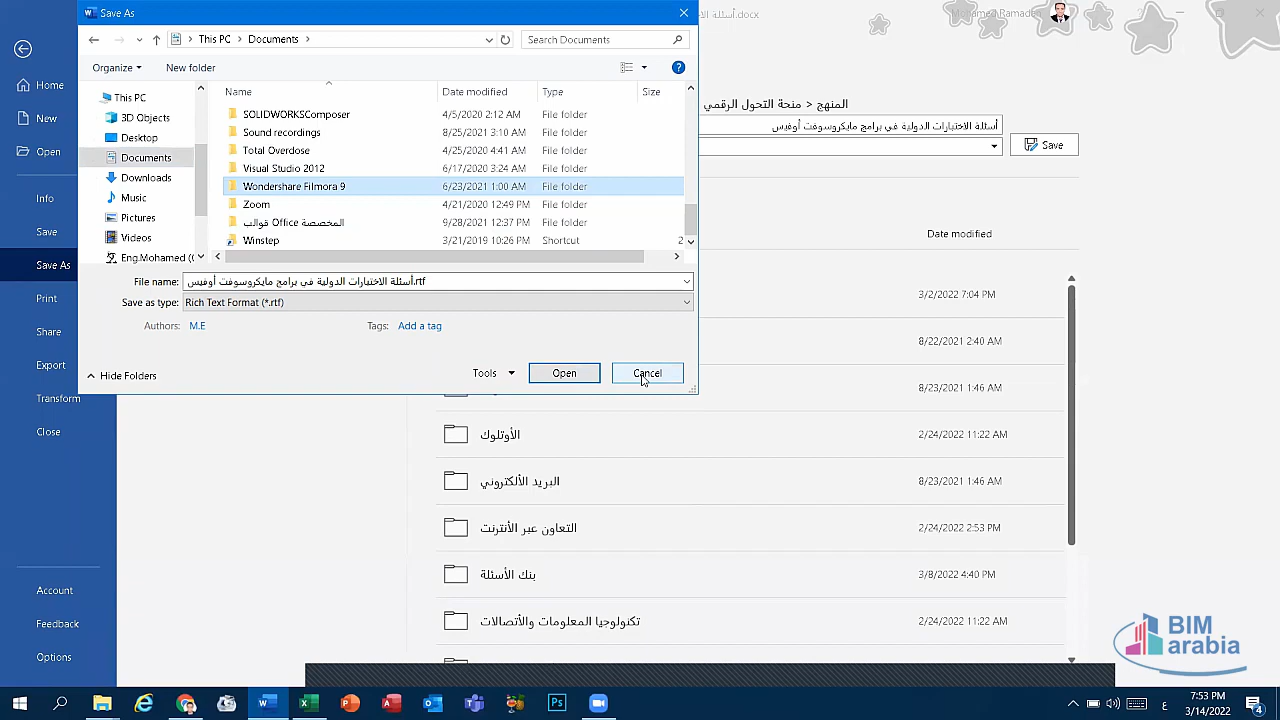 Save As
أسئلة الا
.docx
Mohamed Ramadan
?
This PC > Documents >
Search Documents
Organize
New folder
Home
New
Open
Info
Save
Save As
Print
Share
Export
Transform
Close
Account
Feedback
Options
This PC
3D Objects
Desktop
Documents
Downloads
Music
Pictures
Videos
Eng.Mohamed (
Name Date modified Type Size
SOLIDWORKSComposer 4/5/2020 2:12 AM File folder
Sound recordings 8/25/2021 3:10 AM File folder
Total Overdose 4/25/2020 4:41 AM File folder
Visual Studio 2012 6/17/2020 3:24 AM File folder
Wondershare Filmora 9 6/23/2021 1:00 AM File folder
Zoom 4/21/2020 12:49 PM File folder
قوالب Office المخصصة 9/28/2021 12:37 PM File folder
Winstep 3/21/2019 10:26 PM Shortcut 2
File name: أسئلة الاختبارات الدولية في برامج مايكروسوفت أوفيس.rtf
Save as type: Rich Text Format (*.rtf)
Authors: M.E Tags: Add a tag
Hide Folders
Tools Open Cancel
المنهج < منحة التحول الرقمي
أسئلة الاختبارات الدولية في برامج مايكروسوفت أوفيس
Save
Date modified
3/2/2022 7:04 PM
8/22/2021 2:40 AM
8/23/2021 1:46 AM
الأوتلوك 2/24/2022 11:22 AM
البريد الألكتروني 8/23/2021 1:46 AM
التعاون عبر الأنترنت 2/24/2022 2:53 PM
بنك الأسئلة 3/8/2022 4:40 PM
تكنولوجيا المعلومات والأتصالات 2/24/2022 11:22 AM
BIM
arabia
Ps
ع
7:53 PM
3/14/2022
4